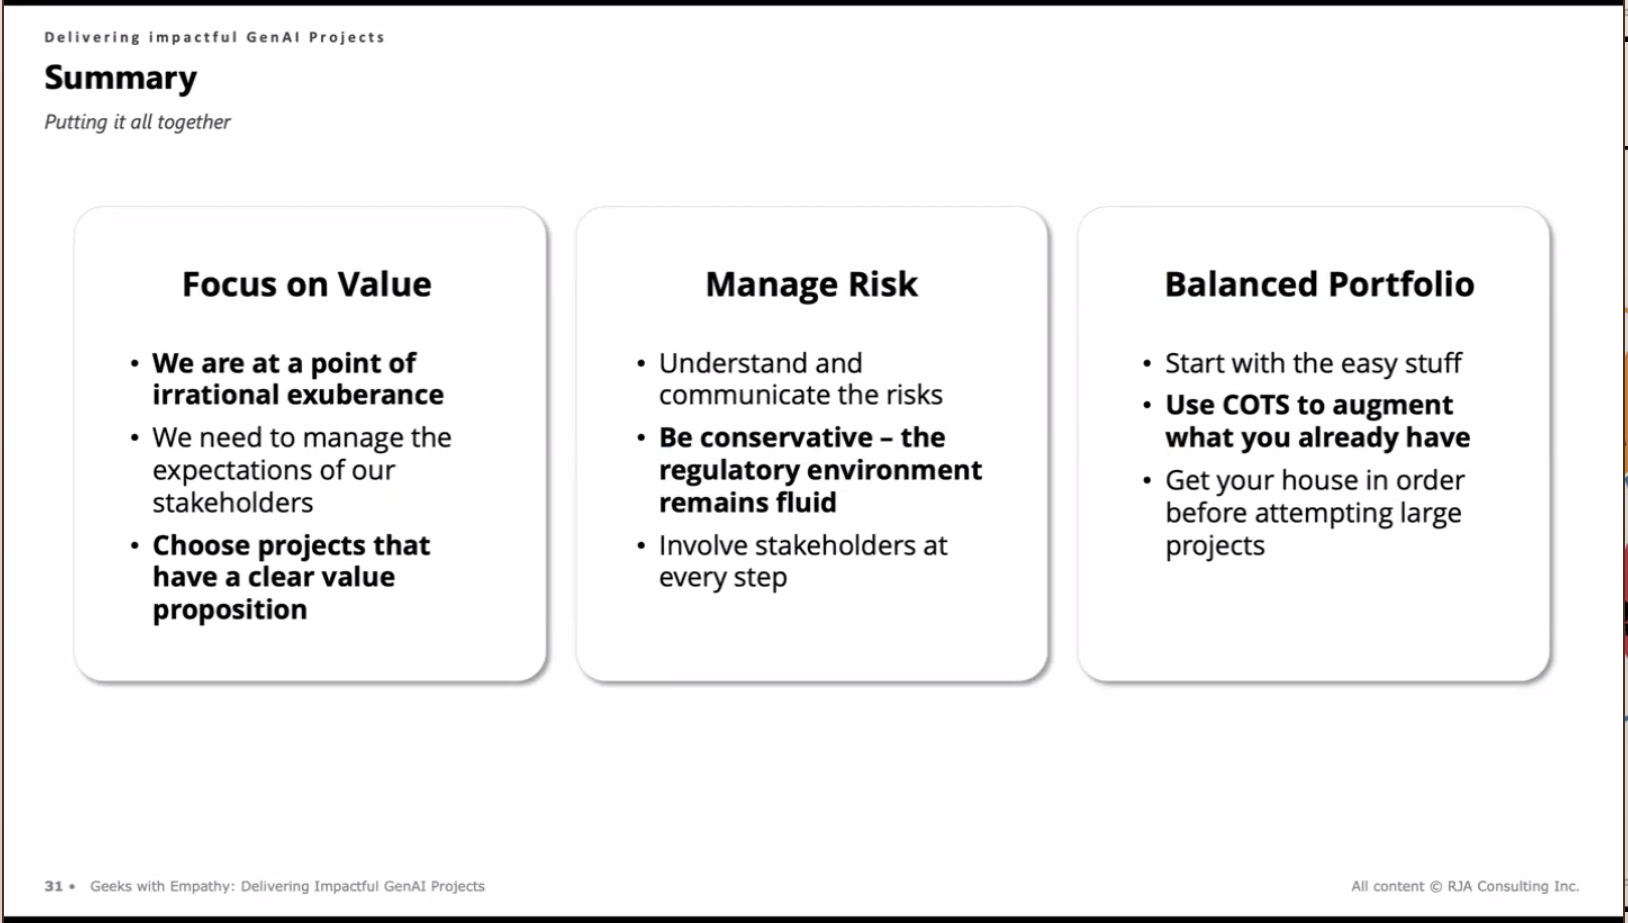 Delivering impactful GenAI Projects
Summary
Putting it all together
Focus on Value
• We are at a point of
irrational exuberance
• We need to manage the
expectations of our
stakeholders
• Choose projects that
have a clear value
proposition
Manage Risk
• Understand and
communicate the risks
• Be conservative – the
regulatory environment
remains fluid
• Involve stakeholders at
every step
Balanced Portfolio
• Start with the easy stuff
• Use COTS to augment
what you already have
• Get your house in order
before attempting large
projects
31 • Geeks with Empathy: Delivering Impactful GenAI Projects
All content © RJA Consulting Inc.